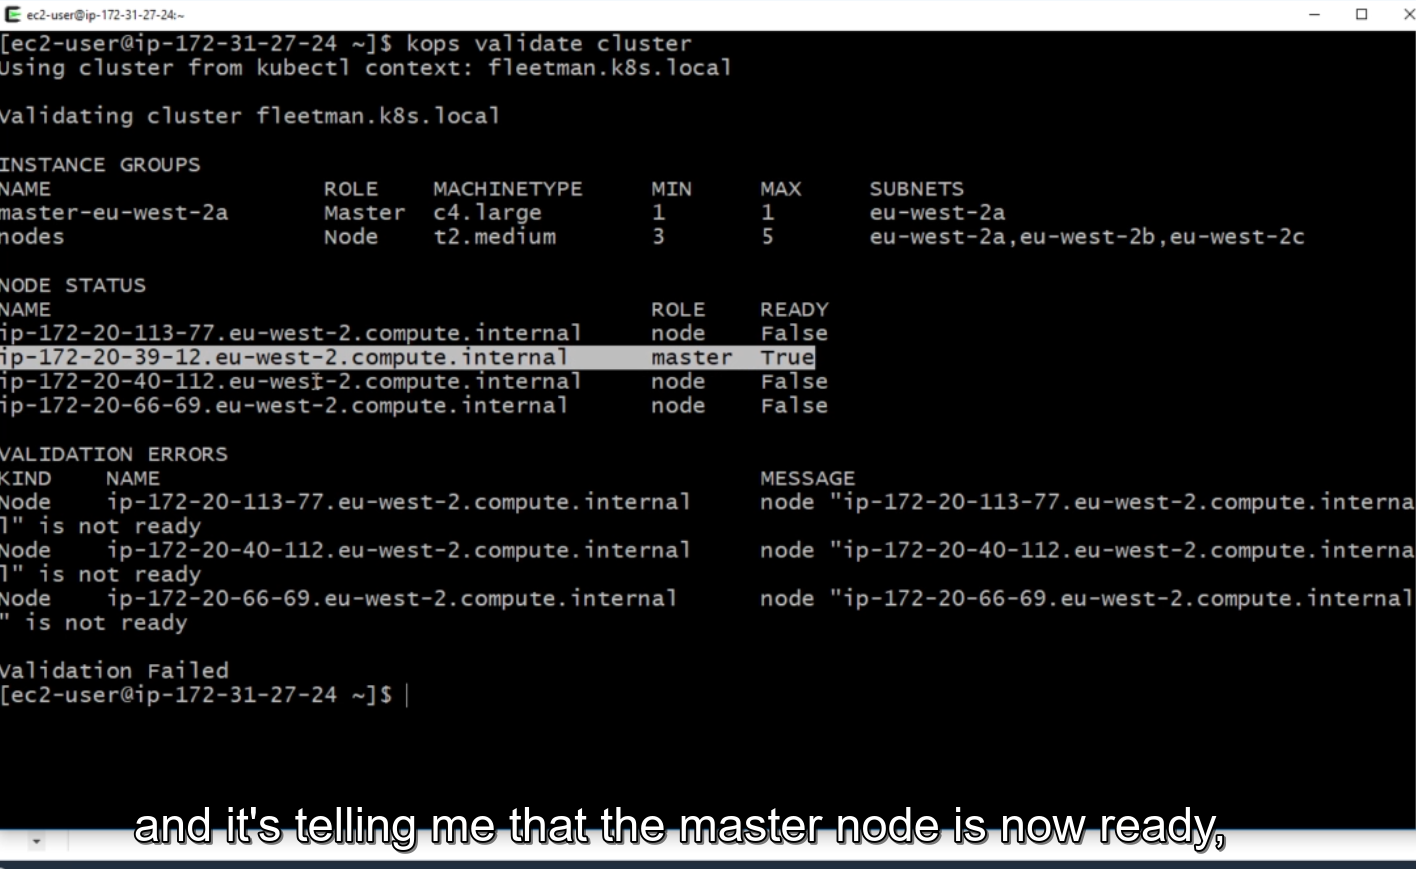 ec2-user@ip-172-31-27-24:~
[ec2-user@ip-172-31-27-24 ~]$ kops validate cluster
Using cluster from kubectl context: fleetman.k8s.local
Validating cluster fleetman.k8s.local
INSTANCE GROUPS
NAME ROLE MACHINETYPE MIN MAX SUBNETS
master-eu-west-2a Master c4.large 1 1 eu-west-2a
nodes Node t2.medium 3 5 eu-west-2a,eu-west-2b,eu-west-2c
NODE STATUS
NAME ROLE READY
ip-172-20-113-77.eu-west-2.compute.internal node False
ip-172-20-39-12.eu-west-2.compute.internal master True
ip-172-20-40-112.eu-west-2.compute.internal node False
ip-172-20-66-69.eu-west-2.compute.internal node False
VALIDATION ERRORS
KIND NAME MESSAGE
Node ip-172-20-113-77.eu-west-2.compute.internal node "ip-172-20-113-77.eu-west-2.compute.interna
l" is not ready
Node ip-172-20-40-112.eu-west-2.compute.internal node "ip-172-20-40-112.eu-west-2.compute.interna
l" is not ready
Node ip-172-20-66-69.eu-west-2.compute.internal node "ip-172-20-66-69.eu-west-2.compute.internal
" is not ready
Validation Failed
[ec2-user@ip-172-31-27-24 ~]$
and it's telling me that the master node is now ready,